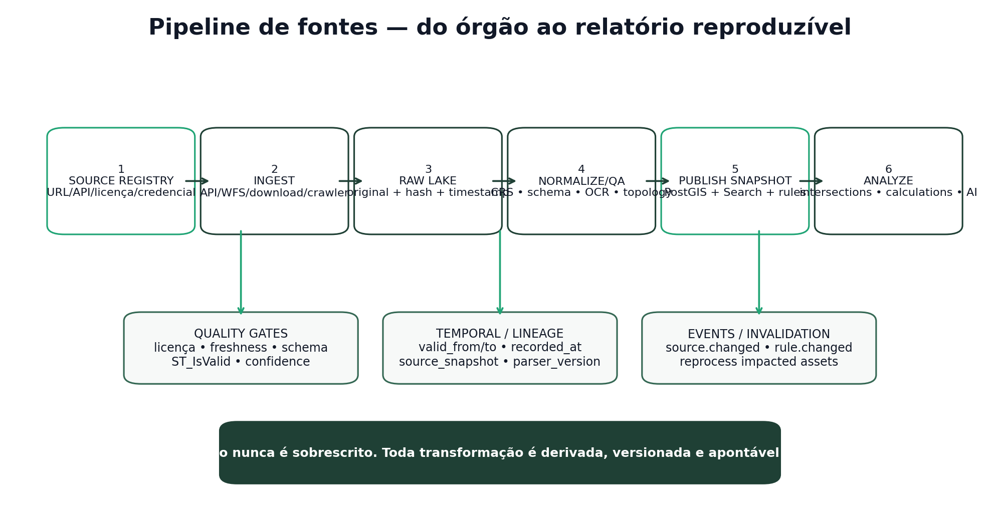 Pipeline de fontes — do órgão ao relatório reproduzível
1
SOURCE REGISTRY
URL/API/licença/credencial
2
INGEST
API/WFS/download/crawler
3
RAW LAKE
original + hash + timestamp
4
NORMALIZE/QA
CRS • schema • OCR • topology
5
PUBLISH SNAPSHOT
PostGIS + Search + rules
6
ANALYZE
intersections • calculations • AI
QUALITY GATES
licença • freshness • schema
ST_IsValid • confidence
TEMPORAL / LINEAGE
valid_from/to • recorded_at
source_snapshot • parser_version
EVENTS / INVALIDATION
source.changed • rule.changed
reprocess impacted assets
o nunca é sobrescrito. Toda transformação é derivada, versionada e apontável